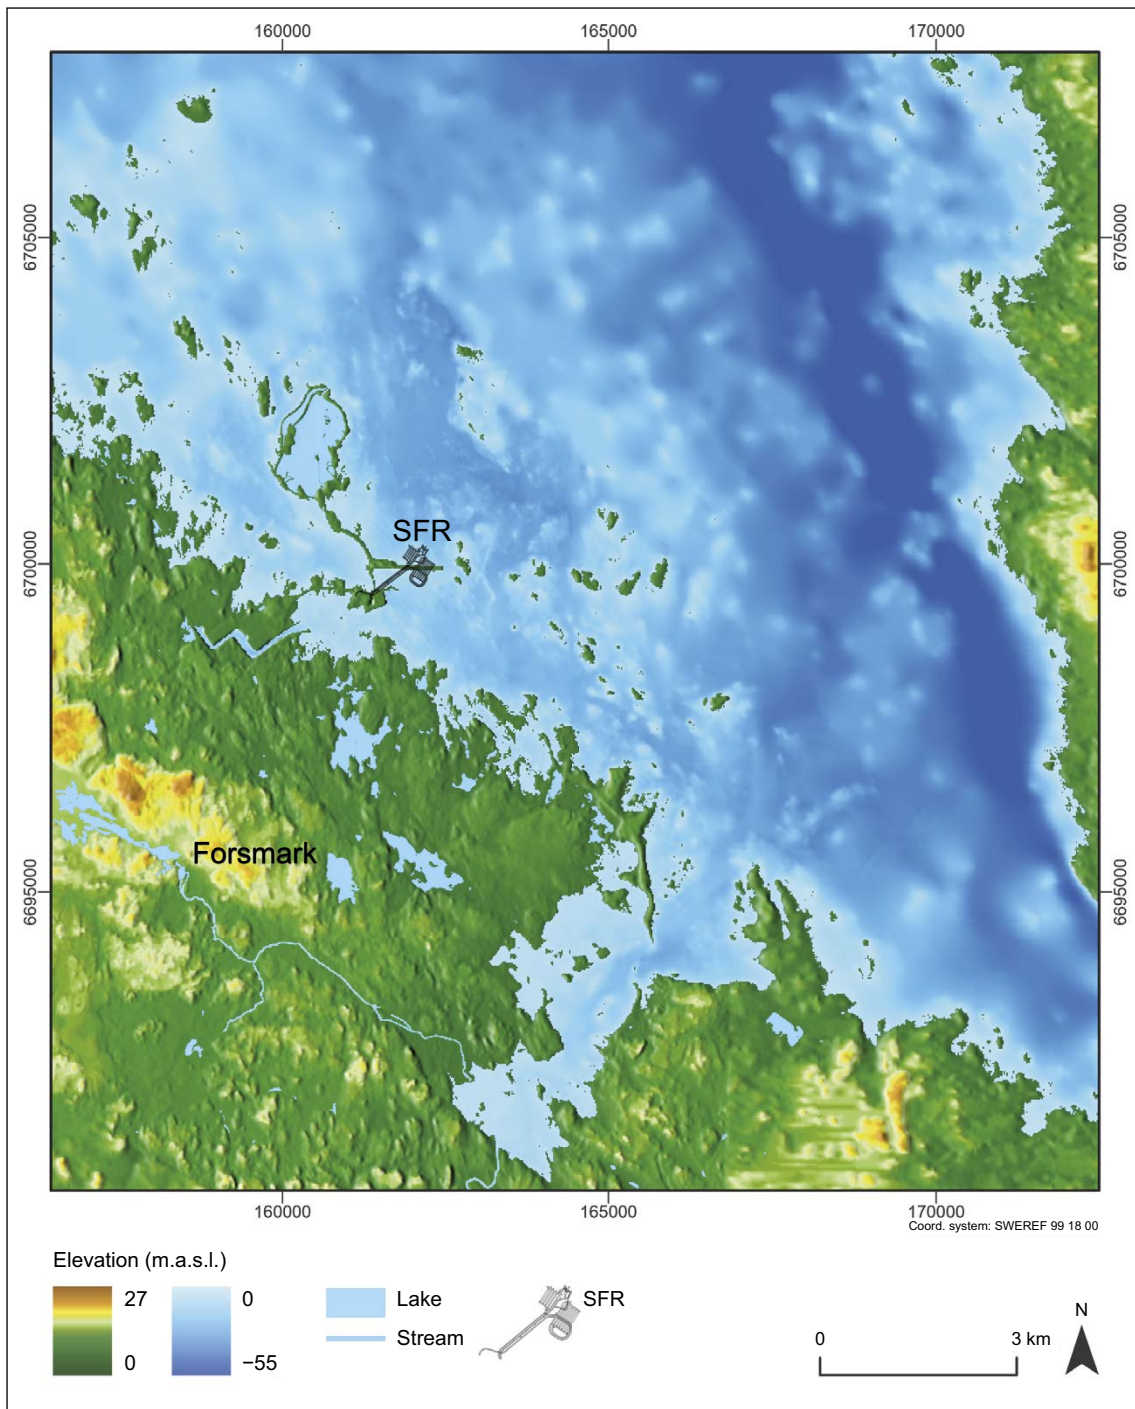 160000 165000 170000
6705000 6705000
SFR
6700000 6700000
Forsmark
6695000 6695000
160000 165000 170000
Coord. system: SWEREF 99 18 00
Elevation (m.a.s.l.)
27 0 Lake SFR N
0 −55 Stream 0 3 km